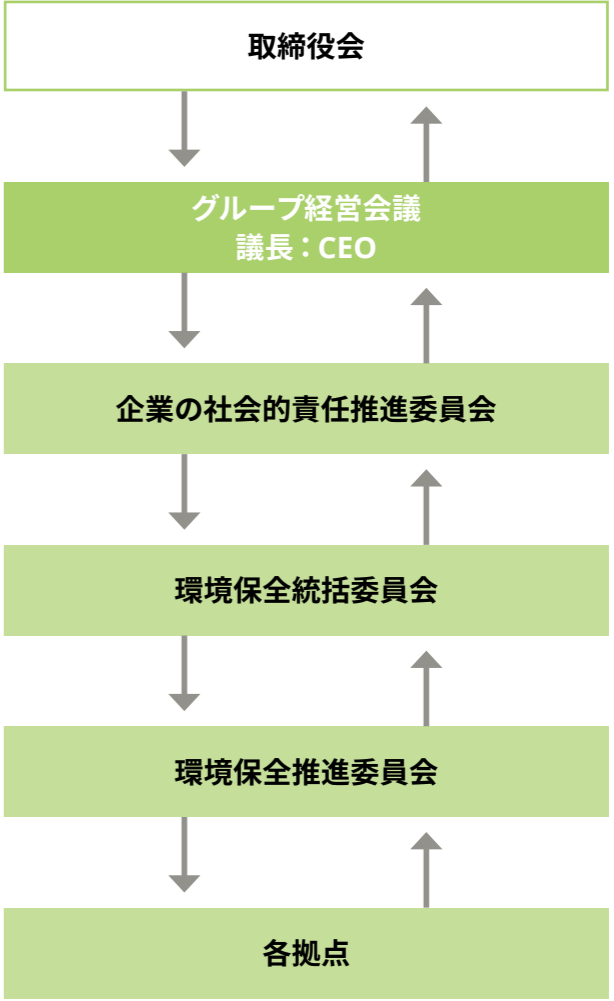 取締役会
グループ経営会議
議長：CEO
企業の社会的責任推進委員会
環境保全統括委員会
環境保全推進委員会
各拠点